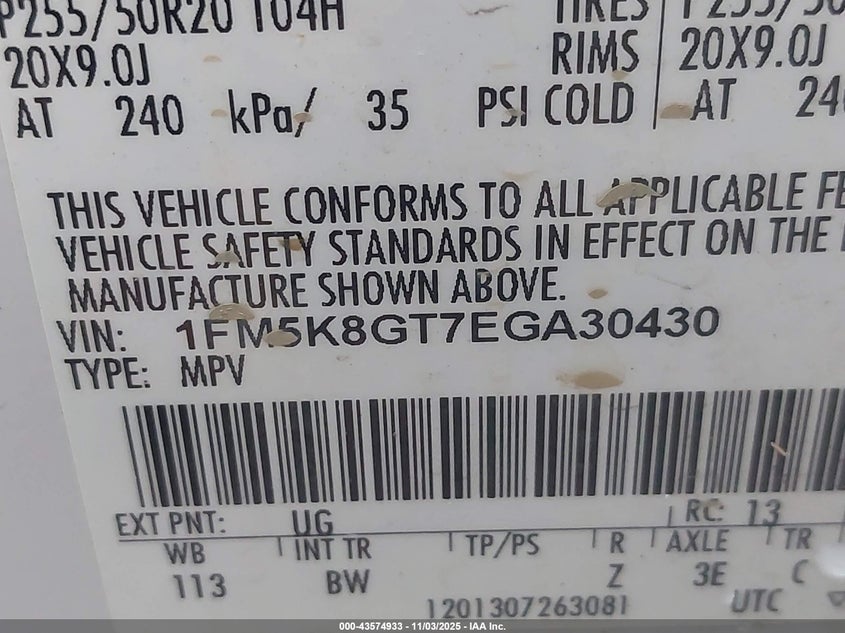 P255/50R20 104H TIRES P255/50
20X9.0J RIMS 20X9.0J
AT 240 kPa/ 35 PSI COLD AT 24
THIS VEHICLE CONFORMS TO ALL APPLICABLE FE
VEHICLE SAFETY STANDARDS IN EFFECT ON THE
MANUFACTURE SHOWN ABOVE.
VIN: 1FM5K8GT7EGA30430
TYPE: MPV
EXT PNT: UG RC: 13
WB INT TR TP/PS R AXLE TR
113 BW Z 3E C
1201307263081 UTC
000-43574933 - 11/03/2025 - IAA Inc.